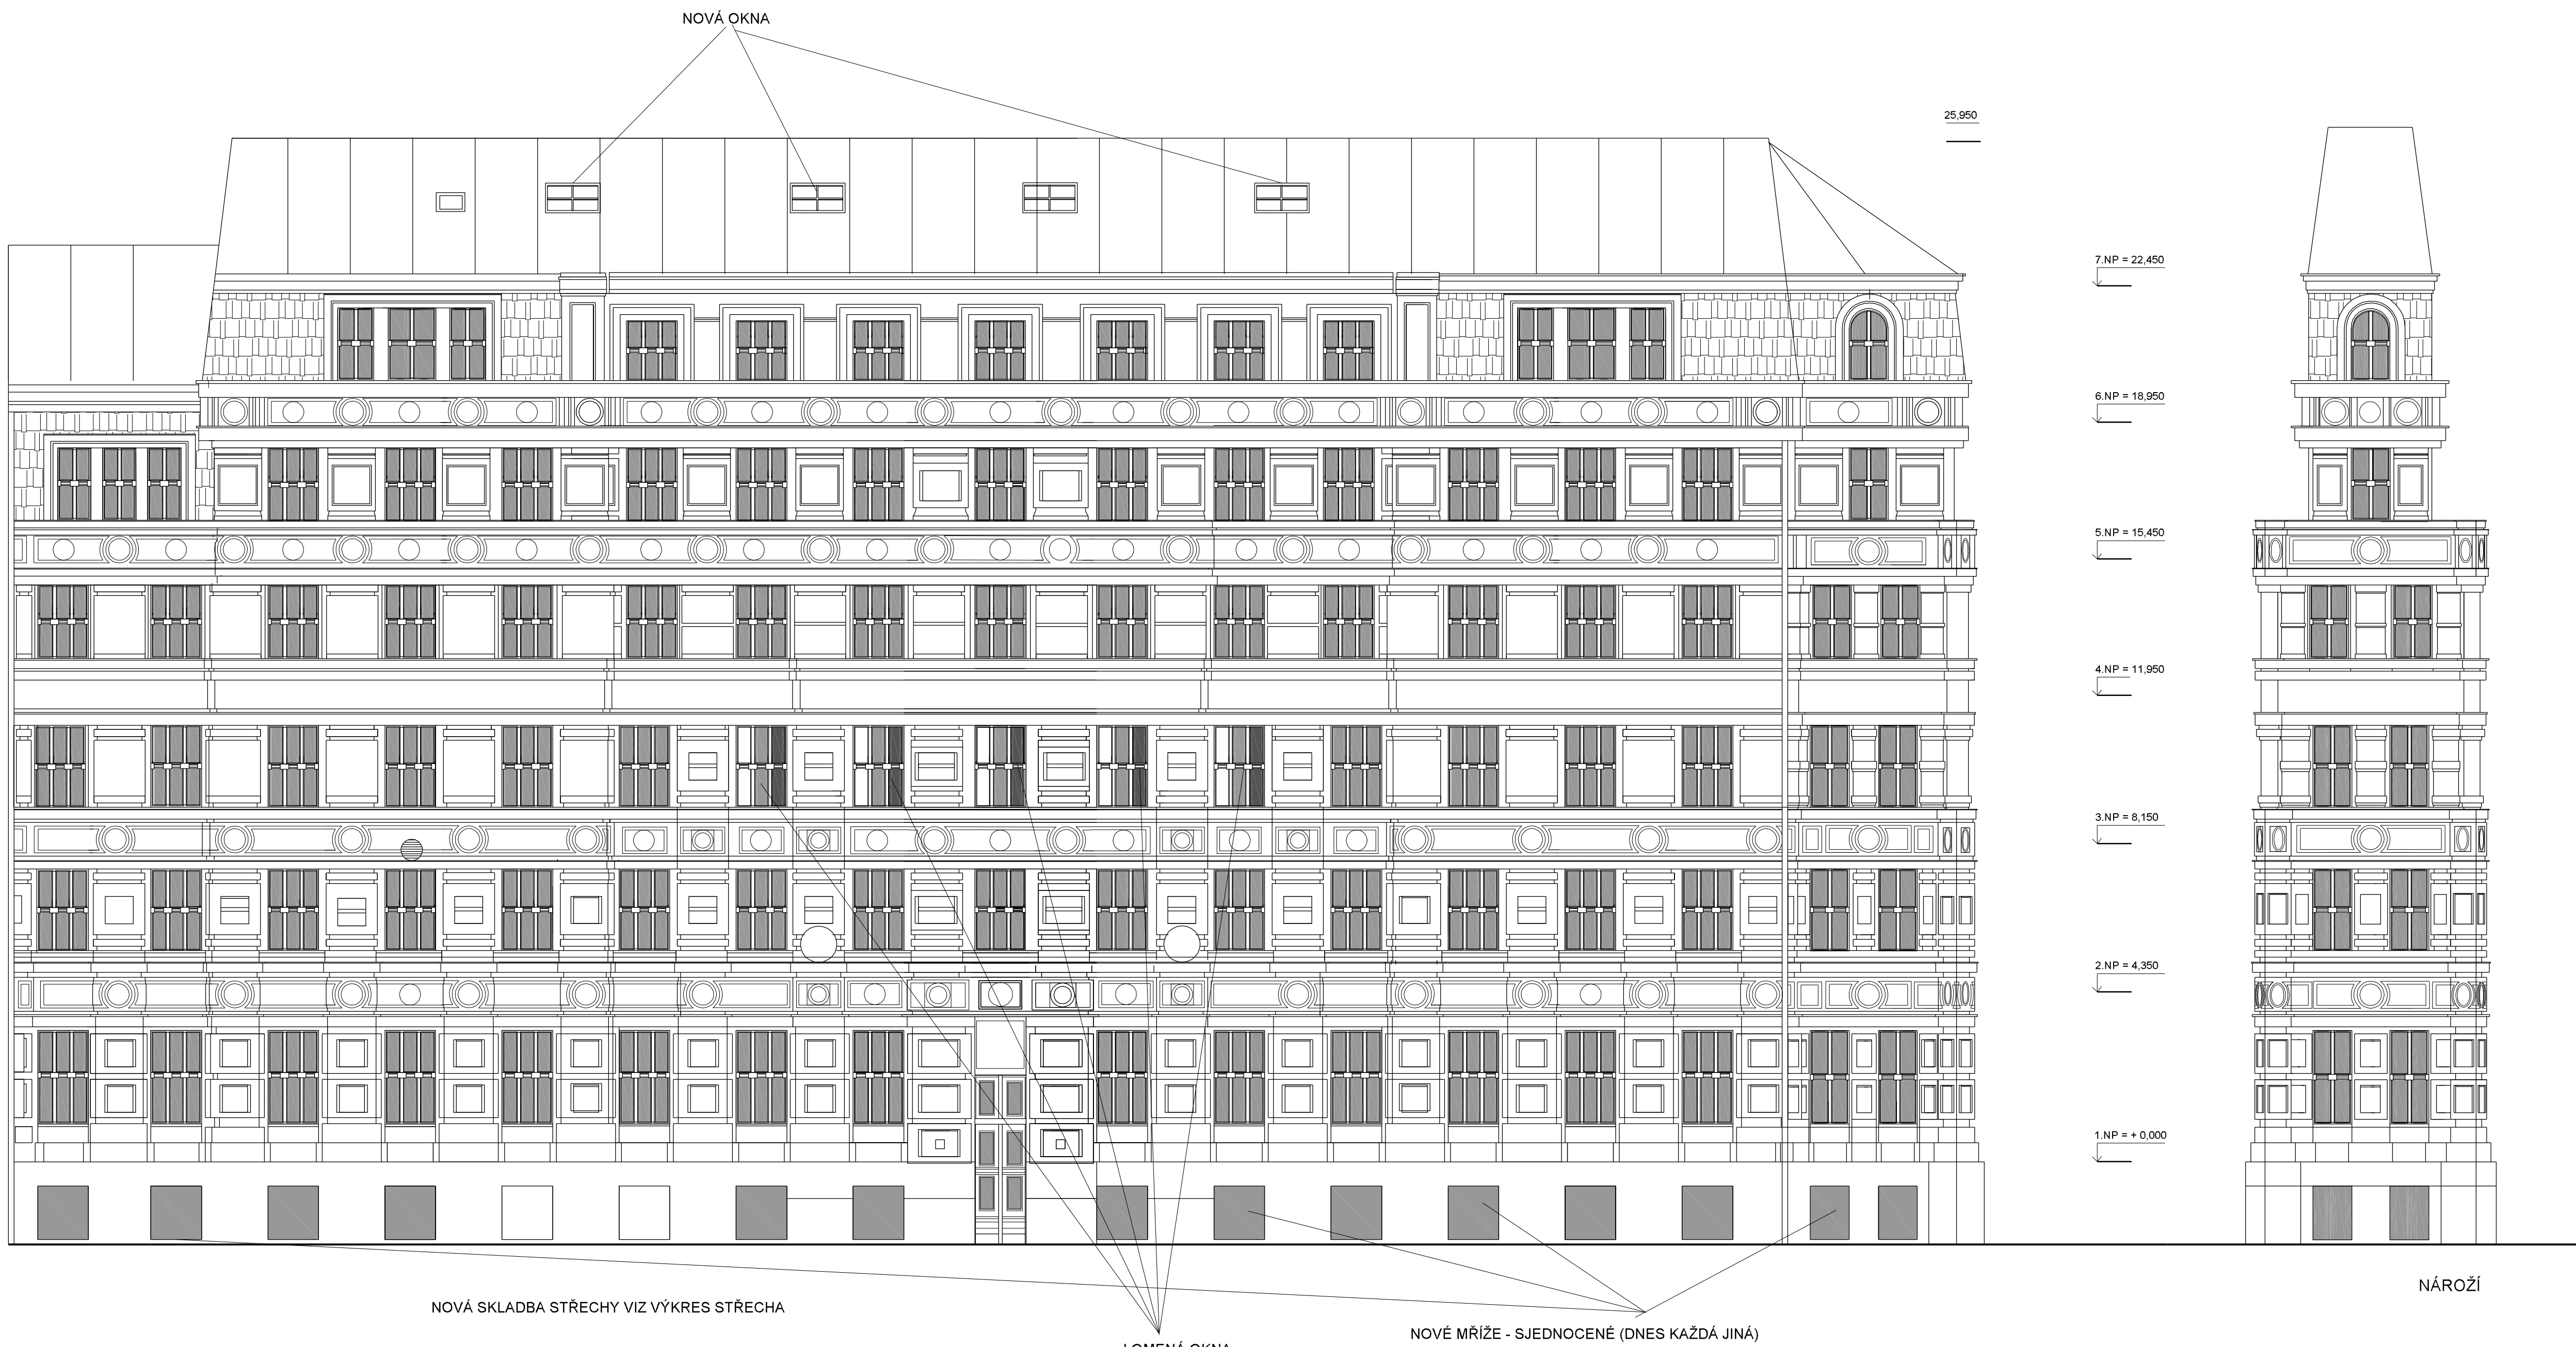 NOVÁ OKNA
25,950
7.NP = 22,450
6.NP = 18,950
5.NP = 15,450
4.NP = 11,950
3.NP = 8,150
2.NP = 4,350
1.NP = + 0,000
NÁROŽÍ
NOVÁ SKLADBA STŘECHY VIZ VÝKRES STŘECHA
NOVÉ MŘÍŽE - SJEDNOCENÉ (DNES KAŽDÁ JINÁ)
LOMENÁ OKNA